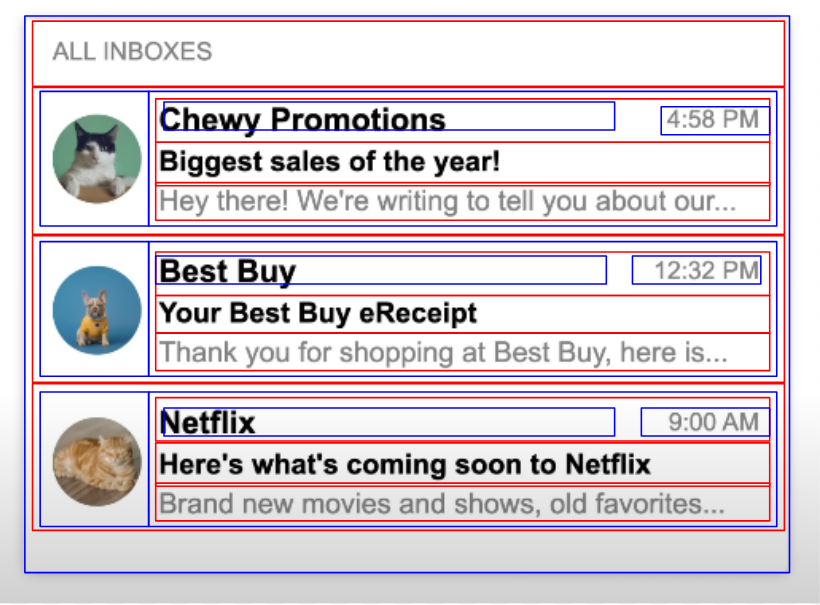 ALL INBOXES
Chewy Promotions 4:58 PM
Biggest sales of the year!
Hey there! We're writing to tell you about our...
Best Buy 12:32 PM
Your Best Buy eReceipt
Thank you for shopping at Best Buy, here is...
Netflix 9:00 AM
Here's what's coming soon to Netflix
Brand new movies and shows, old favorites...